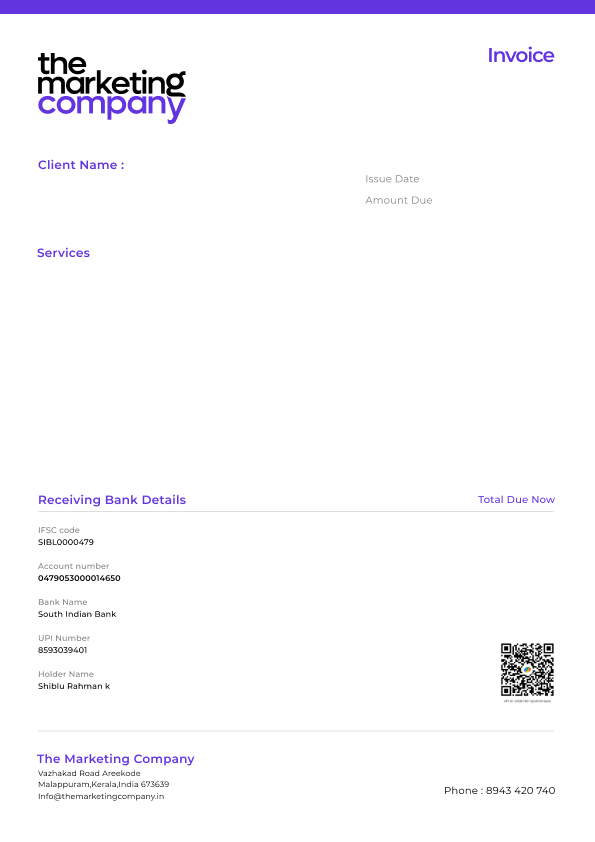 Invoice
the
marketing
company
Client Name :
Issue Date
Amount Due
Services
Receiving Bank Details
Total Due Now
IFSC code
SIBL0000479
Account number
0479053000014650
Bank Name
South Indian Bank
UPI Number
8593039401
Holder Name
Shiblu Rahman k
The Marketing Company
Vazhakad Road Areekode
Malappuram,Kerala,India 673639
Info@themarketingcompany.in
Phone : 8943 420 740